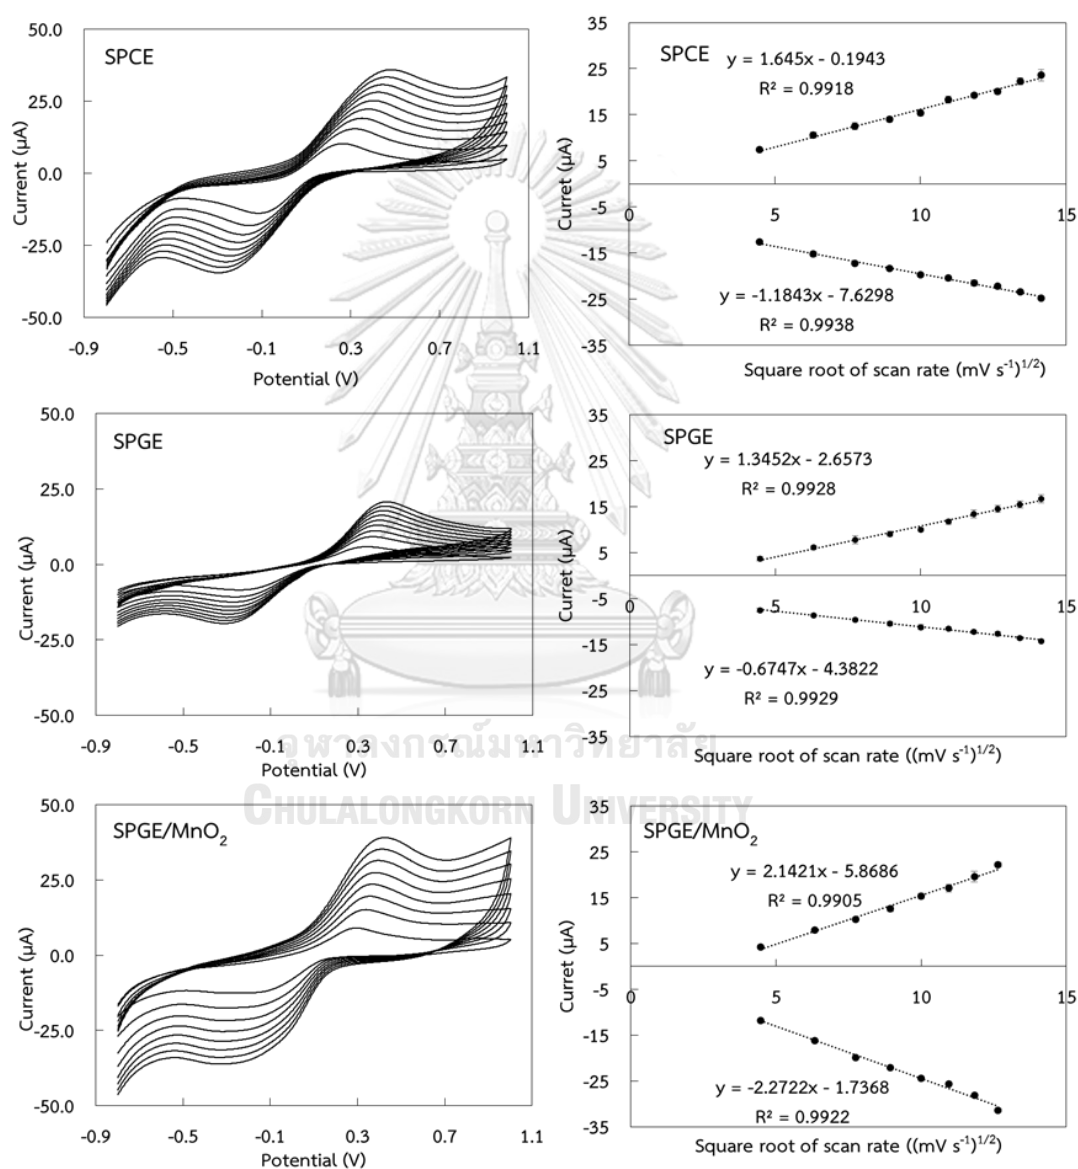 SPCE
50.0
25.0
0.0
-25.0
-50.0
Current (µA)
-0.9 -0.5 -0.1 0.3 0.7 1.1
Potential (V)
SPCE
y = 1.645x - 0.1943
R² = 0.9918
35
25
15
5
-5
-15
-25
-35
Curret (µA)
0 5 10 15
y = -1.1843x - 7.6298
R² = 0.9938
Square root of scan rate (mV s⁻¹)¹/²)
SPGE
50.0
25.0
0.0
-25.0
-50.0
Current (µA)
-0.9 -0.5 -0.1 0.3 0.7 1.1
Potential (V)
SPGE
y = 1.3452x - 2.6573
R² = 0.9928
35
25
15
5
-5
-15
-25
-35
Curret (µA)
0 5 10 15
y = -0.6747x - 4.3822
R² = 0.9929
Square root of scan rate ((mV s⁻¹)¹/²)
จุฬาลงกรณ์มหาวิทยาลัย
CHULALONGKORN UNIVERSITY
SPGE/MnO₂
50.0
25.0
0.0
-25.0
-50.0
Current (µA)
-0.9 -0.5 -0.1 0.3 0.7 1.1
Potential (V)
SPGE/MnO₂
y = 2.1421x - 5.8686
R² = 0.9905
35
25
15
5
-5
-15
-25
-35
Curret (µA)
0 5 10 15
y = -2.2722x - 1.7368
R² = 0.9922
Square root of scan rate ((mV s⁻¹)¹/²)